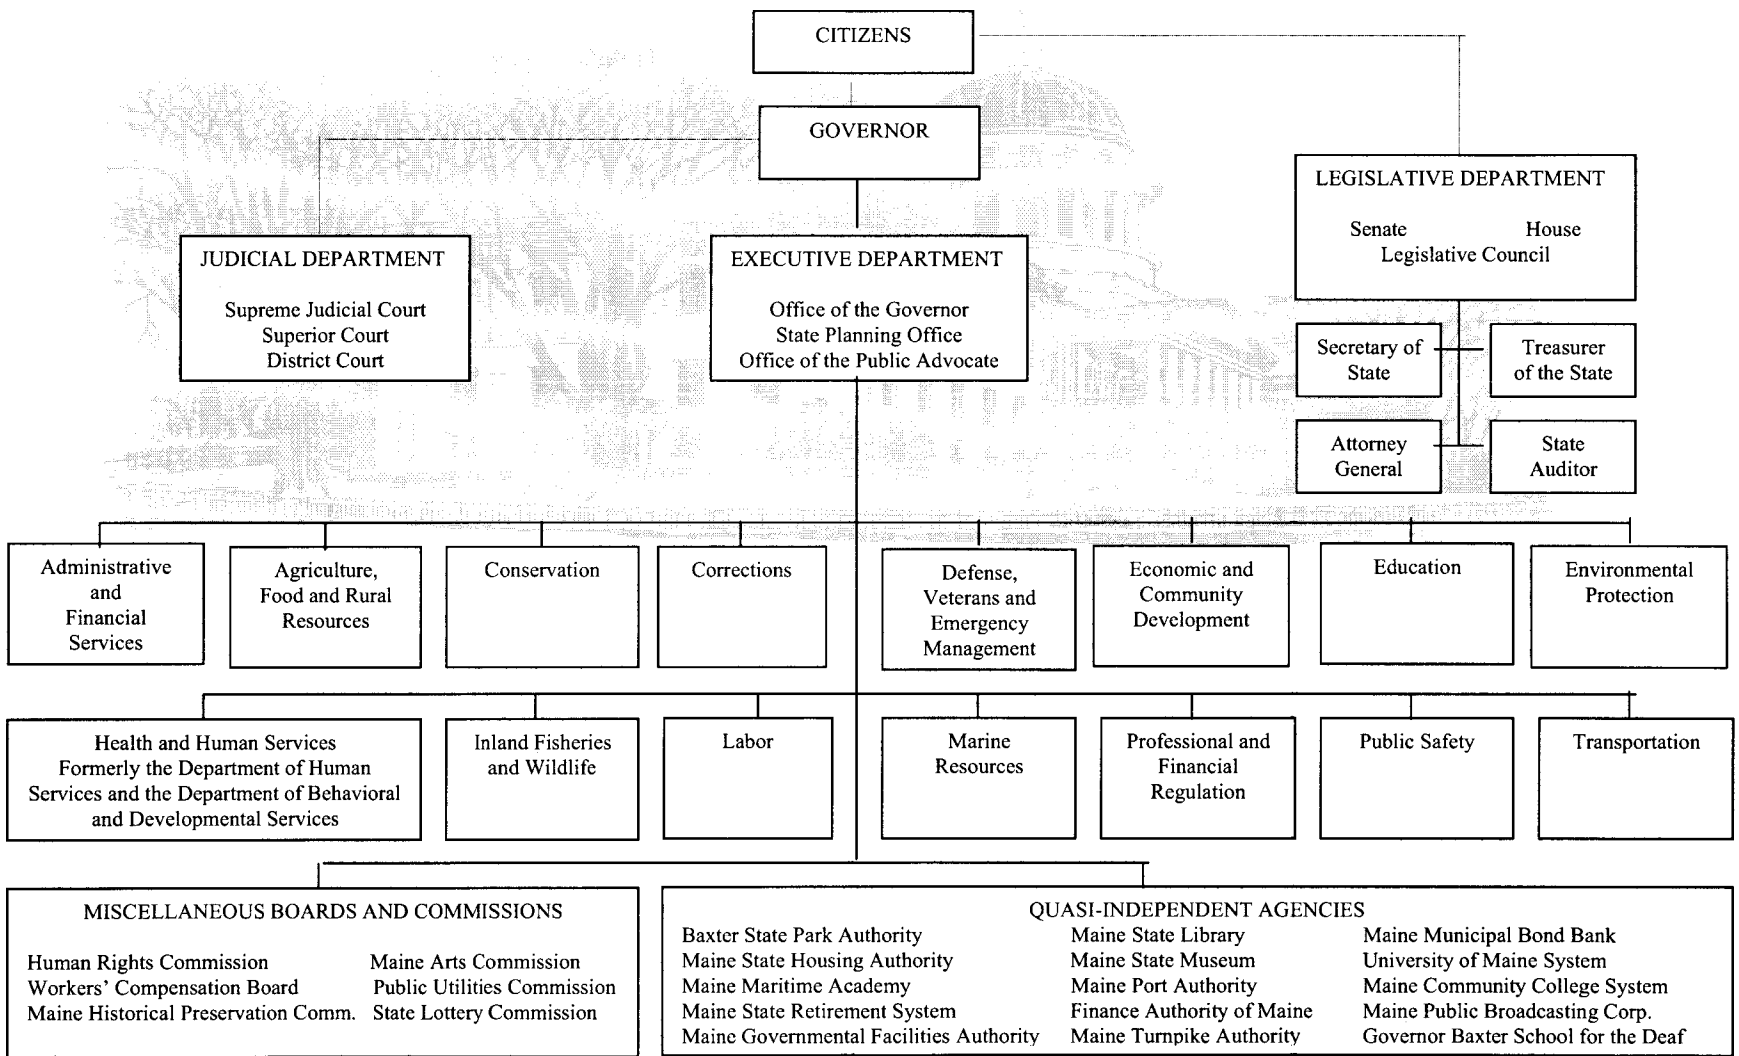 CITIZENS
GOVERNOR
LEGISLATIVE DEPARTMENT
Senate House
Legislative Council
JUDICIAL DEPARTMENT
Supreme Judicial Court
Superior Court
District Court
EXECUTIVE DEPARTMENT
Office of the Governor
State Planning Office
Office of the Public Advocate
Secretary of
State
Treasurer
of the State
Attorney
General
State
Auditor
Administrative
and
Financial
Services
Agriculture,
Food and Rural
Resources
Conservation
Corrections
Defense,
Veterans and
Emergency
Management
Economic and
Community
Development
Education
Environmental
Protection
Health and Human Services
Formerly the Department of Human
Services and the Department of Behavioral
and Developmental Services
Inland Fisheries
and Wildlife
Labor
Marine
Resources
Professional and
Financial
Regulation
Public Safety
Transportation
MISCELLANEOUS BOARDS AND COMMISSIONS
Human Rights Commission Maine Arts Commission
Workers' Compensation Board Public Utilities Commission
Maine Historical Preservation Comm. State Lottery Commission
QUASI-INDEPENDENT AGENCIES
Baxter State Park Authority Maine State Library Maine Municipal Bond Bank
Maine State Housing Authority Maine State Museum University of Maine System
Maine Maritime Academy Maine Port Authority Maine Community College System
Maine State Retirement System Finance Authority of Maine Maine Public Broadcasting Corp.
Maine Governmental Facilities Authority Maine Turnpike Authority Governor Baxter School for the Deaf